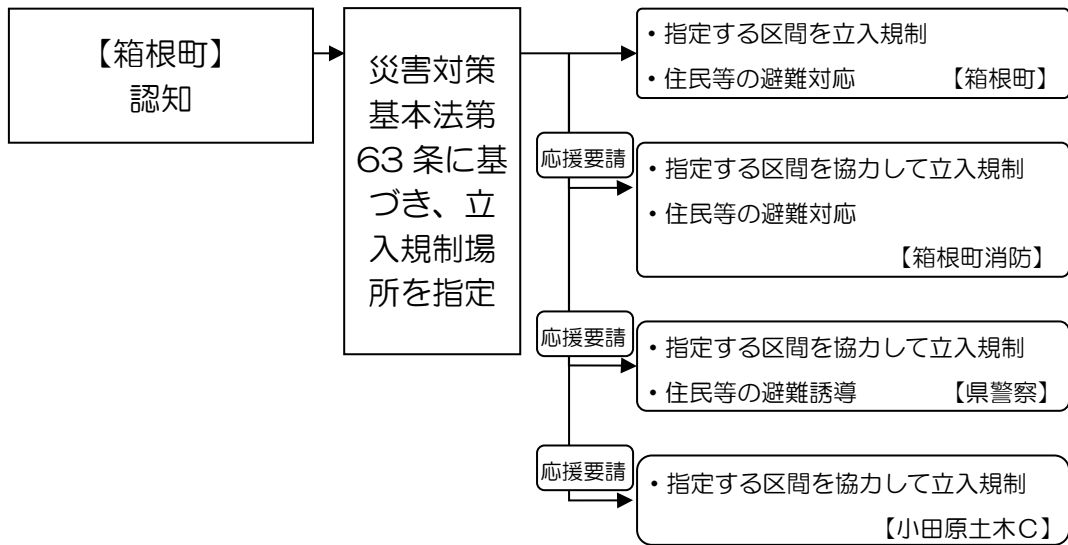 【箱根町】
認知
災害対策
基本法第
63 条に基
づき、立
入規制場
所を指定
・指定する区間を立入規制
・住民等の避難対応 【箱根町】
応援要請
・指定する区間を協力して立入規制
・住民等の避難対応
【箱根町消防】
応援要請
・指定する区間を協力して立入規制
・住民等の避難誘導 【県警察】
応援要請
・指定する区間を協力して立入規制
【小田原土木C】